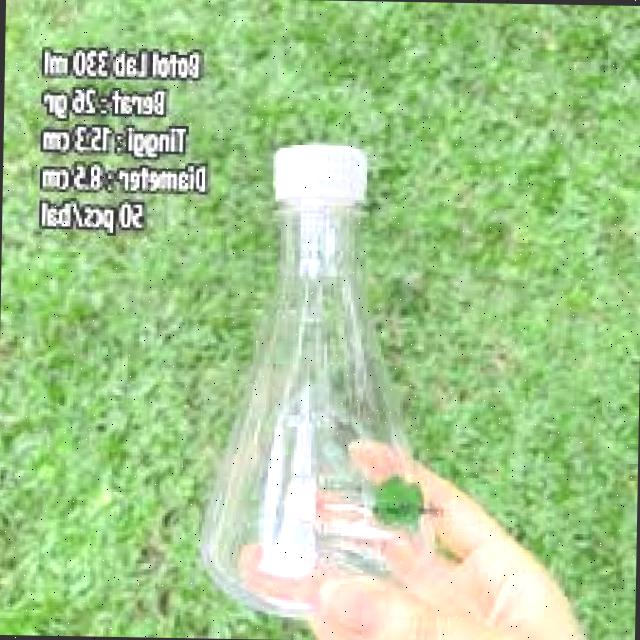 Botol Lab 330 ml
Berat : 26 gr
Tinggi : 15.3 cm
Diameter : 8.5 cm
50 pcs/bal